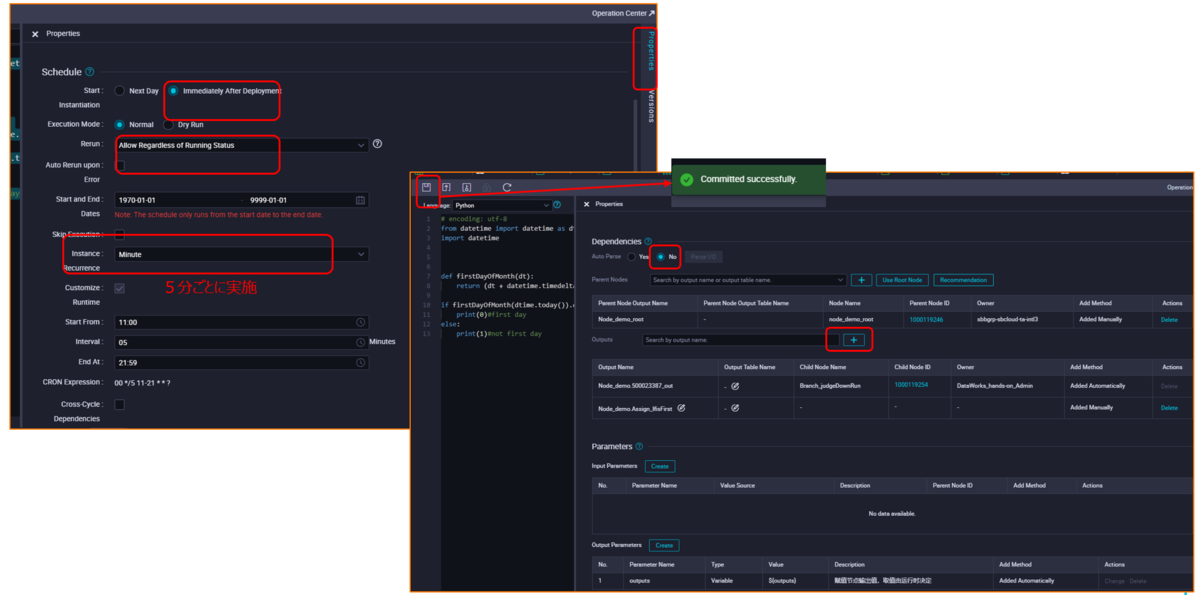 Operation Center
Properties
Properties
Versions
Schedule
Start Instantiation :
Next Day
Immediately After Deployment
Execution Mode :
Normal
Dry Run
Rerun :
Allow Regardless of Running Status
Auto Rerun upon Error :
Start and End Dates :
1970-01-01 - 9999-01-01
Note: The schedule only runs from the start date to the end date.
Skip Execution :
Instance Recurrence :
Minute
5分ごとに実施
Customize Runtime :
Start From :
11:00
Interval :
05
Minutes
End At :
21:59
CRON Expression :
00 */5 11-21 * * ?
Cross-Cycle Dependencies :
Committed successfully.
Operation
Language: Python
1 # encoding: utf-8
2 from datetime import datetime as d
3 import datetime
4
5
6
7 def firstDayOfMonth(dt):
8 return (dt + datetime.timedelt
9
10 if firstDayOfMonth(dtime.today()).
11 print(0)#first day
12 else:
13 print(1)#not first day
Properties
Dependencies
Auto Parse
Yes
No
Parse I/O
Parent Nodes
Search by output name or output table name.
+
Use Root Node
Recommendation
Parent Node Output Name
Parent Node Output Table Name
Node Name
Parent Node ID
Owner
Add Method
Actions
Node_demo_root
-
node_demo_root
1000119246
sbbgrp-sbcloud-ta-intl3
Added Manually
Delete
Outputs
Search by output name.
+
Output Name
Output Table Name
Child Node Name
Child Node ID
Owner
Add Method
Actions
Node_demo.500023387_out
-
Branch_judgeDownRun
1000119254
DataWorks_hands-on_Admin
Added Automatically
Delete
Node_demo.Assign_IfisFirst
-
-
-
-
Added Manually
Delete
Parameters
Input Parameters
Create
No.
Parameter Name
Value Source
Description
Parent Node ID
Add Method
Actions
No data available.
Output Parameters
Create
No.
Parameter Name
Type
Value
Description
Add Method
Actions
1
outputs
Variable
${outputs}
赋值节点输出值，取值由运行时决定
Added Automatically
Change Delete